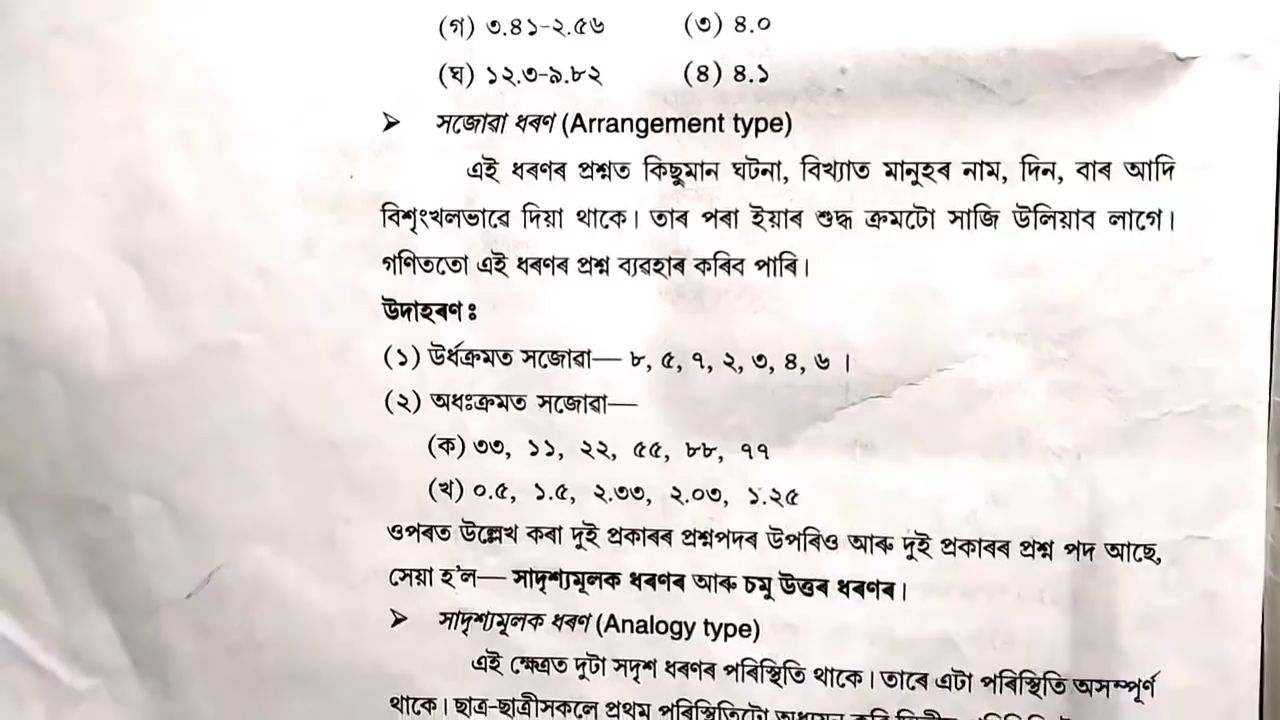 (গ) ৩.৪১-২.৫৬ (৩) ৪.০
(ঘ) ১২.৩-৯.৮২ (৪) ৪.১
➢ সজোৱা ধৰণ (Arrangement type)
এই ধৰণৰ প্ৰশ্নত কিছুমান ঘটনা, বিখ্যাত মানুহৰ নাম, দিন, বাৰ আদি
বিশৃংখলভাৱে দিয়া থাকে। তাৰ পৰা ইয়াৰ শুদ্ধ ক্ৰমটো সাজি উলিয়াব লাগে।
গণিততো এই ধৰণৰ প্ৰশ্ন ব্যৱহাৰ কৰিব পাৰি।
উদাহৰণঃ
(১) উৰ্ধক্ৰমত সজোৱা— ৮, ৫, ৭, ২, ৩, ৪, ৬ ।
(২) অধঃক্ৰমত সজোৱা—
(ক) ৩৩, ১১, ২২, ৫৫, ৮৮, ৭৭
(খ) ০.৫, ১.৫, ২.৩৩, ২.০৩, ১.২৫
ওপৰত উল্লেখ কৰা দুই প্ৰকাৰৰ প্ৰশ্নপদৰ উপৰিও আৰু দুই প্ৰকাৰৰ প্ৰশ্ন পদ আছে,
সেয়া হ'ল— সাদৃশ্যমূলক ধৰণৰ আৰু চমু উত্তৰ ধৰণৰ।
➢ সাদৃশ্যমূলক ধৰণ (Analogy type)
এই ক্ষেত্ৰত দুটা সদৃশ ধৰণৰ পৰিস্থিতি থাকে। তাৰে এটা পৰিস্থিতি অসম্পূৰ্ণ
থাকে। ছাত্ৰ-ছাত্ৰীসকলে প্ৰথম পৰিস্থিতিটো অধ্যয়ন কৰি